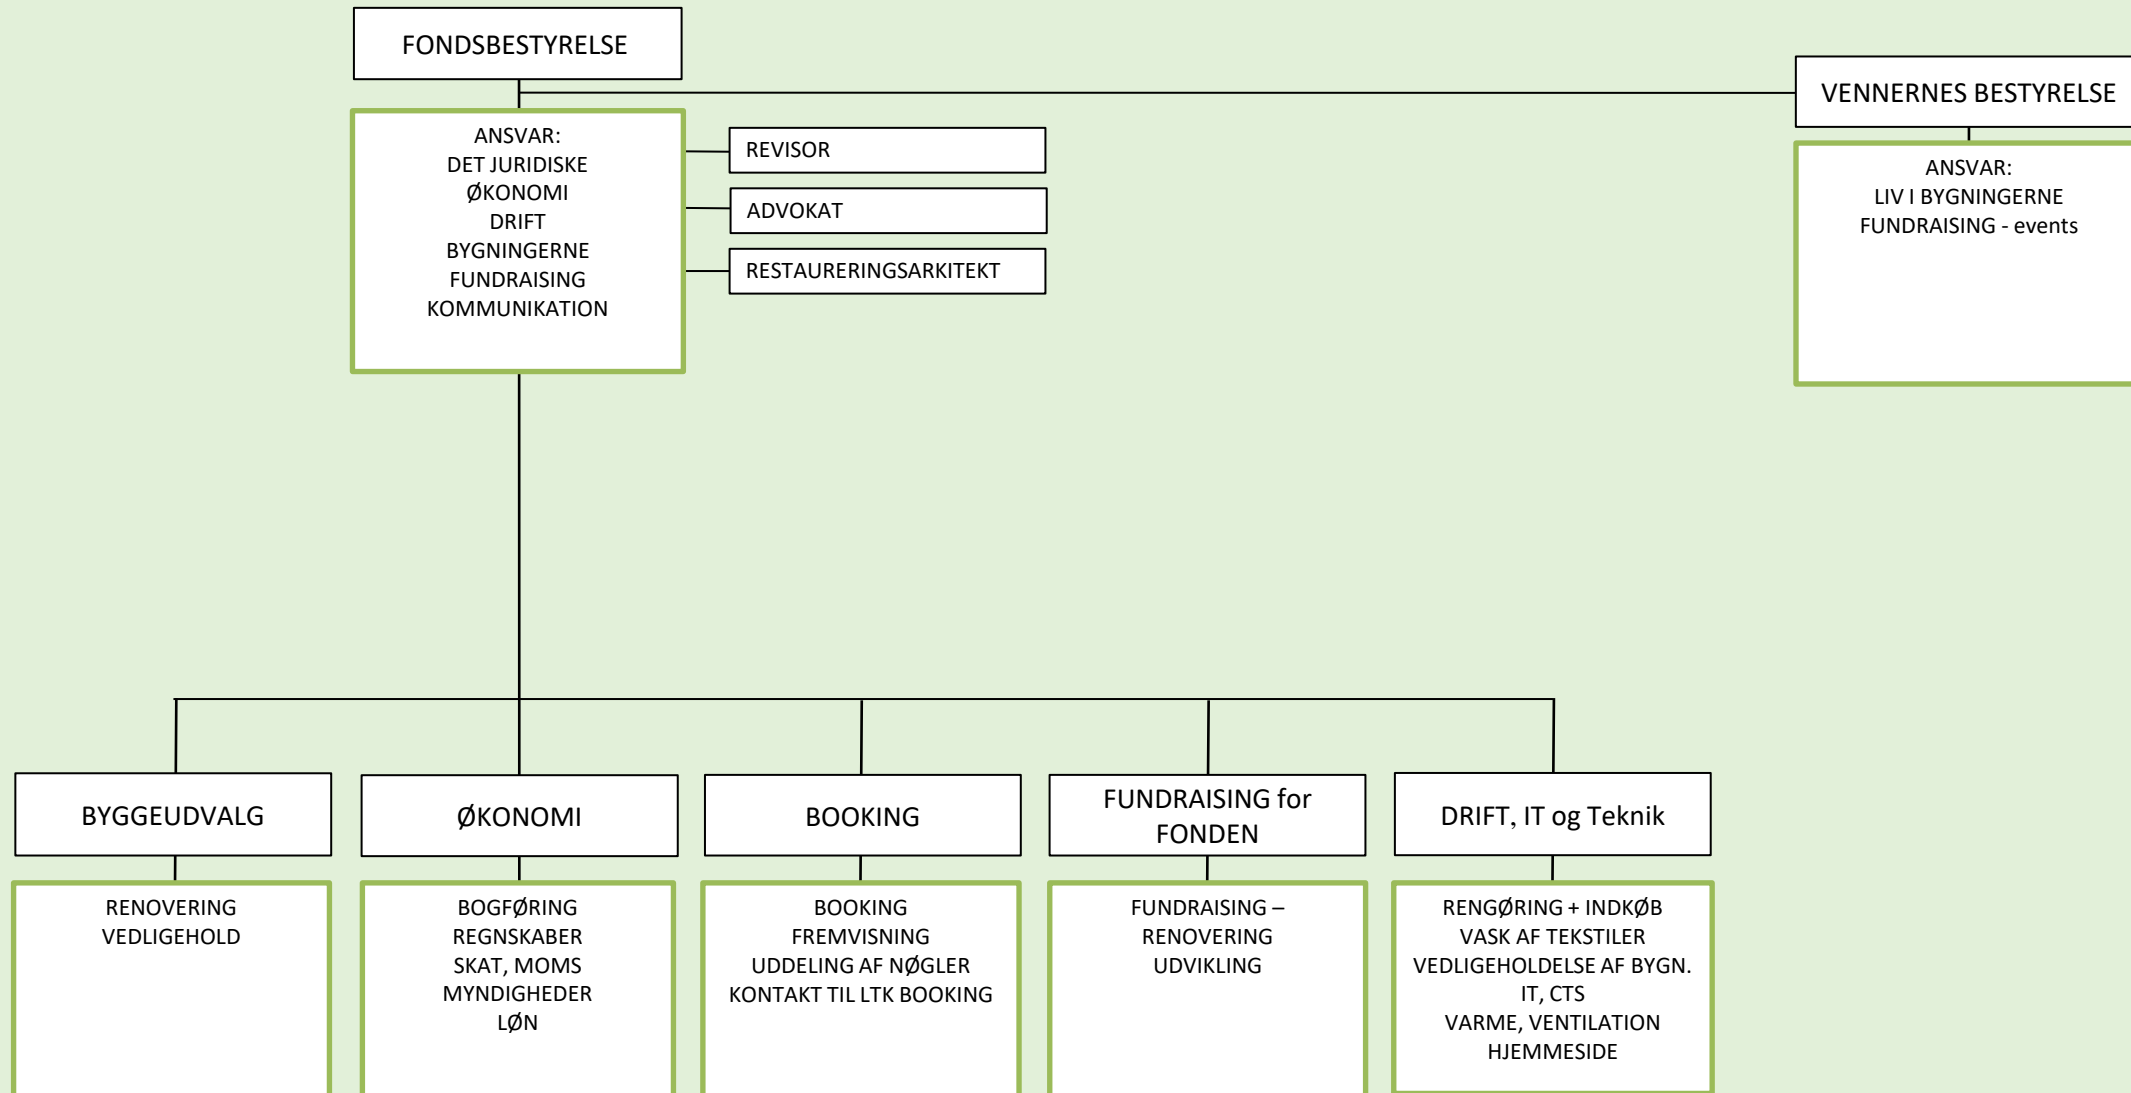 FONDSBESTYRELSE
VENNERNES BESTYRELSE
ANSVAR:
DET JURIDISKE
ØKONOMI
DRIFT
BYGNINGERNE
FUNDRAISING
KOMMUNIKATION
REVISOR
ADVOKAT
RESTAURERINGSARKITEKT
ANSVAR:
LIV I BYGNINGERNE
FUNDRAISING - events
BYGGEUDVALG
RENOVERING
VEDLIGEHOLD
ØKONOMI
BOGFØRING
REGNSKABER
SKAT, MOMS
MYNDIGHEDER
LØN
BOOKING
BOOKING
FREMVISNING
UDDELING AF NØGLER
KONTAKT TIL LTK BOOKING
FUNDRAISING for
FONDEN
FUNDRAISING –
RENOVERING
UDVIKLING
DRIFT, IT og Teknik
RENGØRING + INDKØB
VASK AF TEKSTILER
VEDLIGEHOLDELSE AF BYGN.
IT, CTS
VARME, VENTILATION
HJEMMESIDE